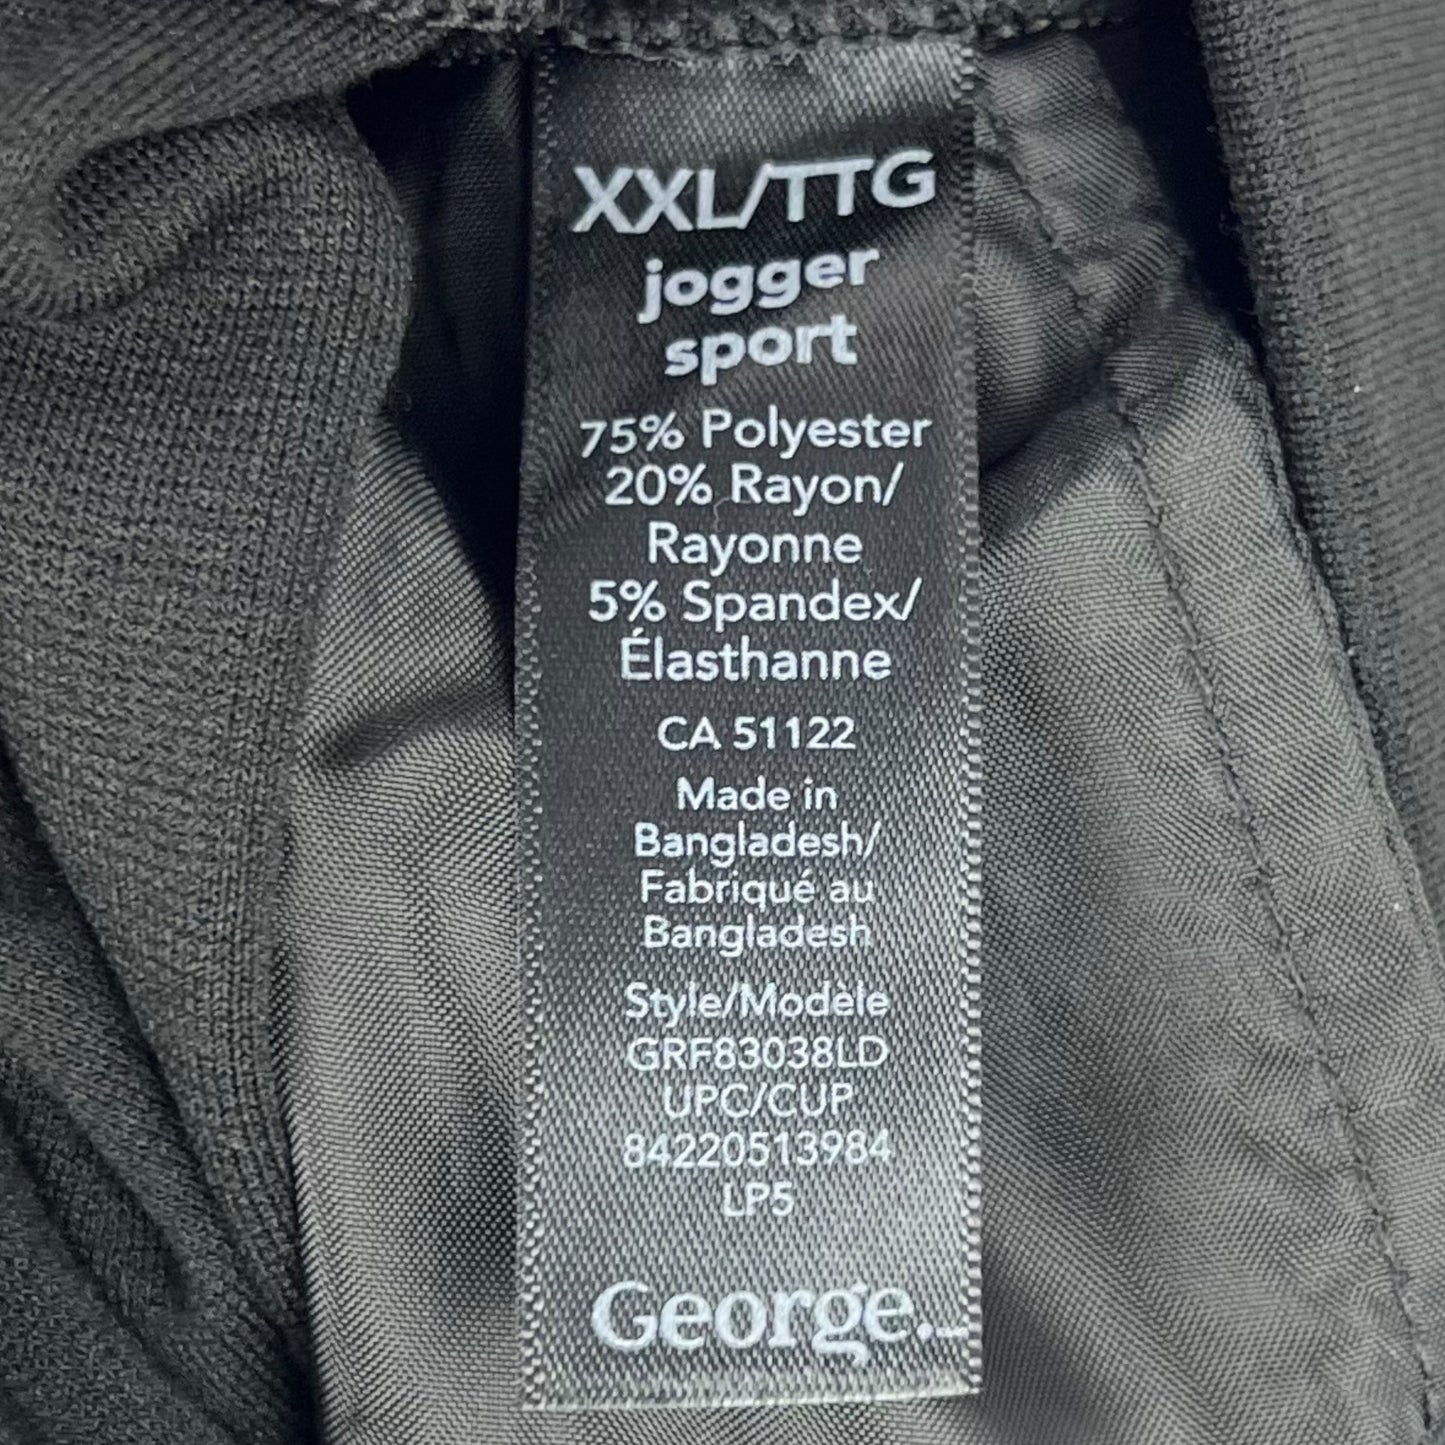 XXL/TTG
jogger
sport
75% Polyester
20% Rayon/
Rayonne
5% Spandex/
Élasthanne
CA 51122
Made in
Bangladesh/
Fabriqué au
Bangladesh
Style/Modèle
GRF83038LD
UPC/CUP
84220513984
LP5
George.